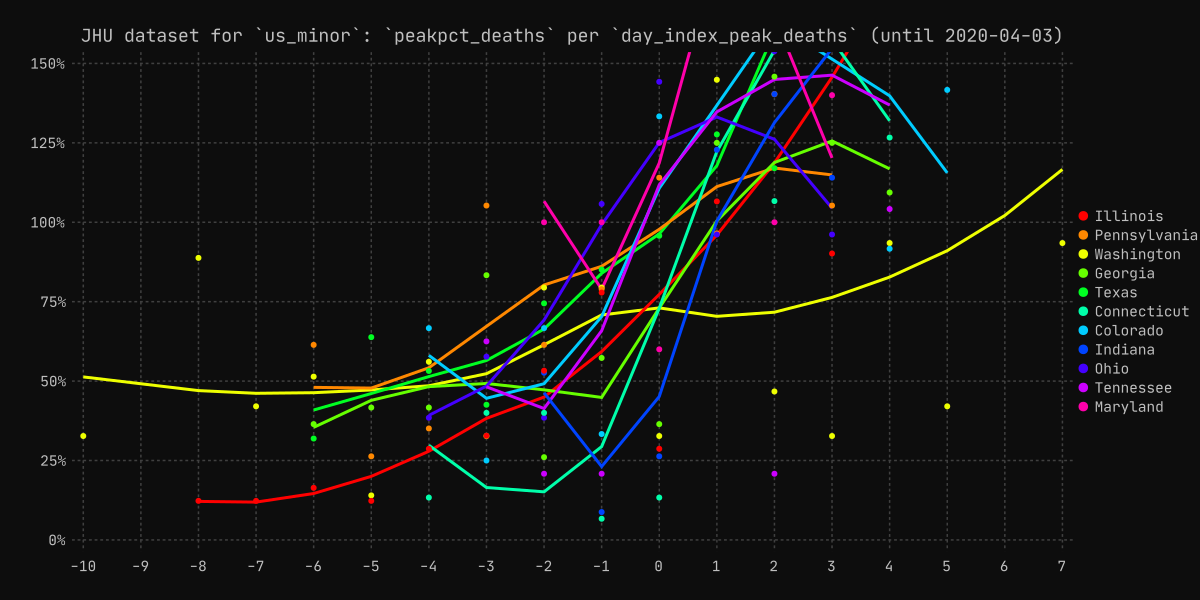 JHU dataset for `us_minor`: `peakpct_deaths` per `day_index_peak_deaths` (until 2020-04-03)
150%
125%
100%
75%
50%
25%
0%
-10 -9 -8 -7 -6 -5 -4 -3 -2 -1 0 1 2 3 4 5 6 7
Illinois
Pennsylvania
Washington
Georgia
Texas
Connecticut
Colorado
Indiana
Ohio
Tennessee
Maryland